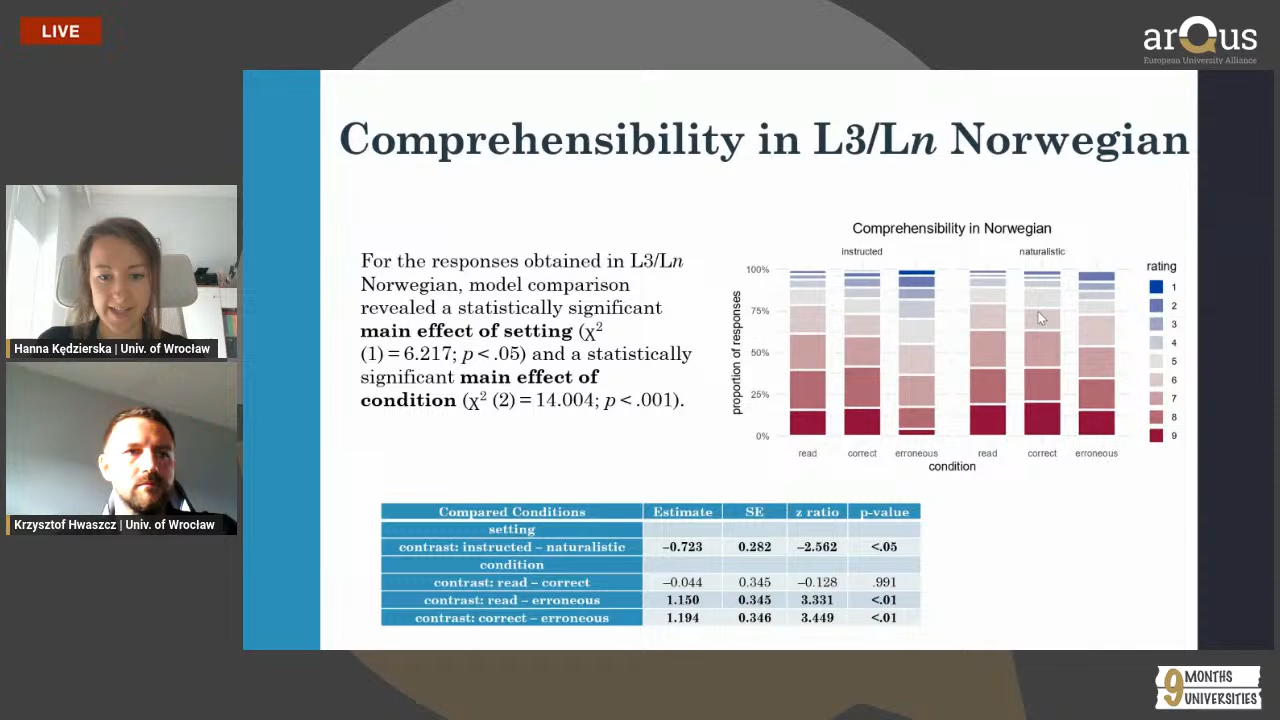 LIVE
arQus
European University Alliance
Comprehensibility in L3/Ln Norwegian
For the responses obtained in L3/Ln
Norwegian, model comparison
revealed a statistically significant
main effect of setting (χ²
(1) = 6.217; p < .05) and a statistically
significant main effect of
condition (χ² (2) = 14.004; p < .001).
Comprehensibility in Norwegian
instructed naturalistic
proportion of responses
100%
75%
50%
25%
0%
read correct erroneous read correct erroneous
condition
rating
1
2
3
4
5
6
7
8
9
Compared Conditions Estimate SE z ratio p-value
setting
contrast: instructed – naturalistic –0.723 0.282 –2.562 <.05
condition
contrast: read – correct –0.044 0.345 –0.128 .991
contrast: read – erroneous 1.150 0.345 3.331 <.01
contrast: correct – erroneous 1.194 0.346 3.449 <.01
Hanna Kędzierska | Univ. of Wrocław
Krzysztof Hwaszcz | Univ. of Wrocław
9 MONTHS
UNIVERSITIES